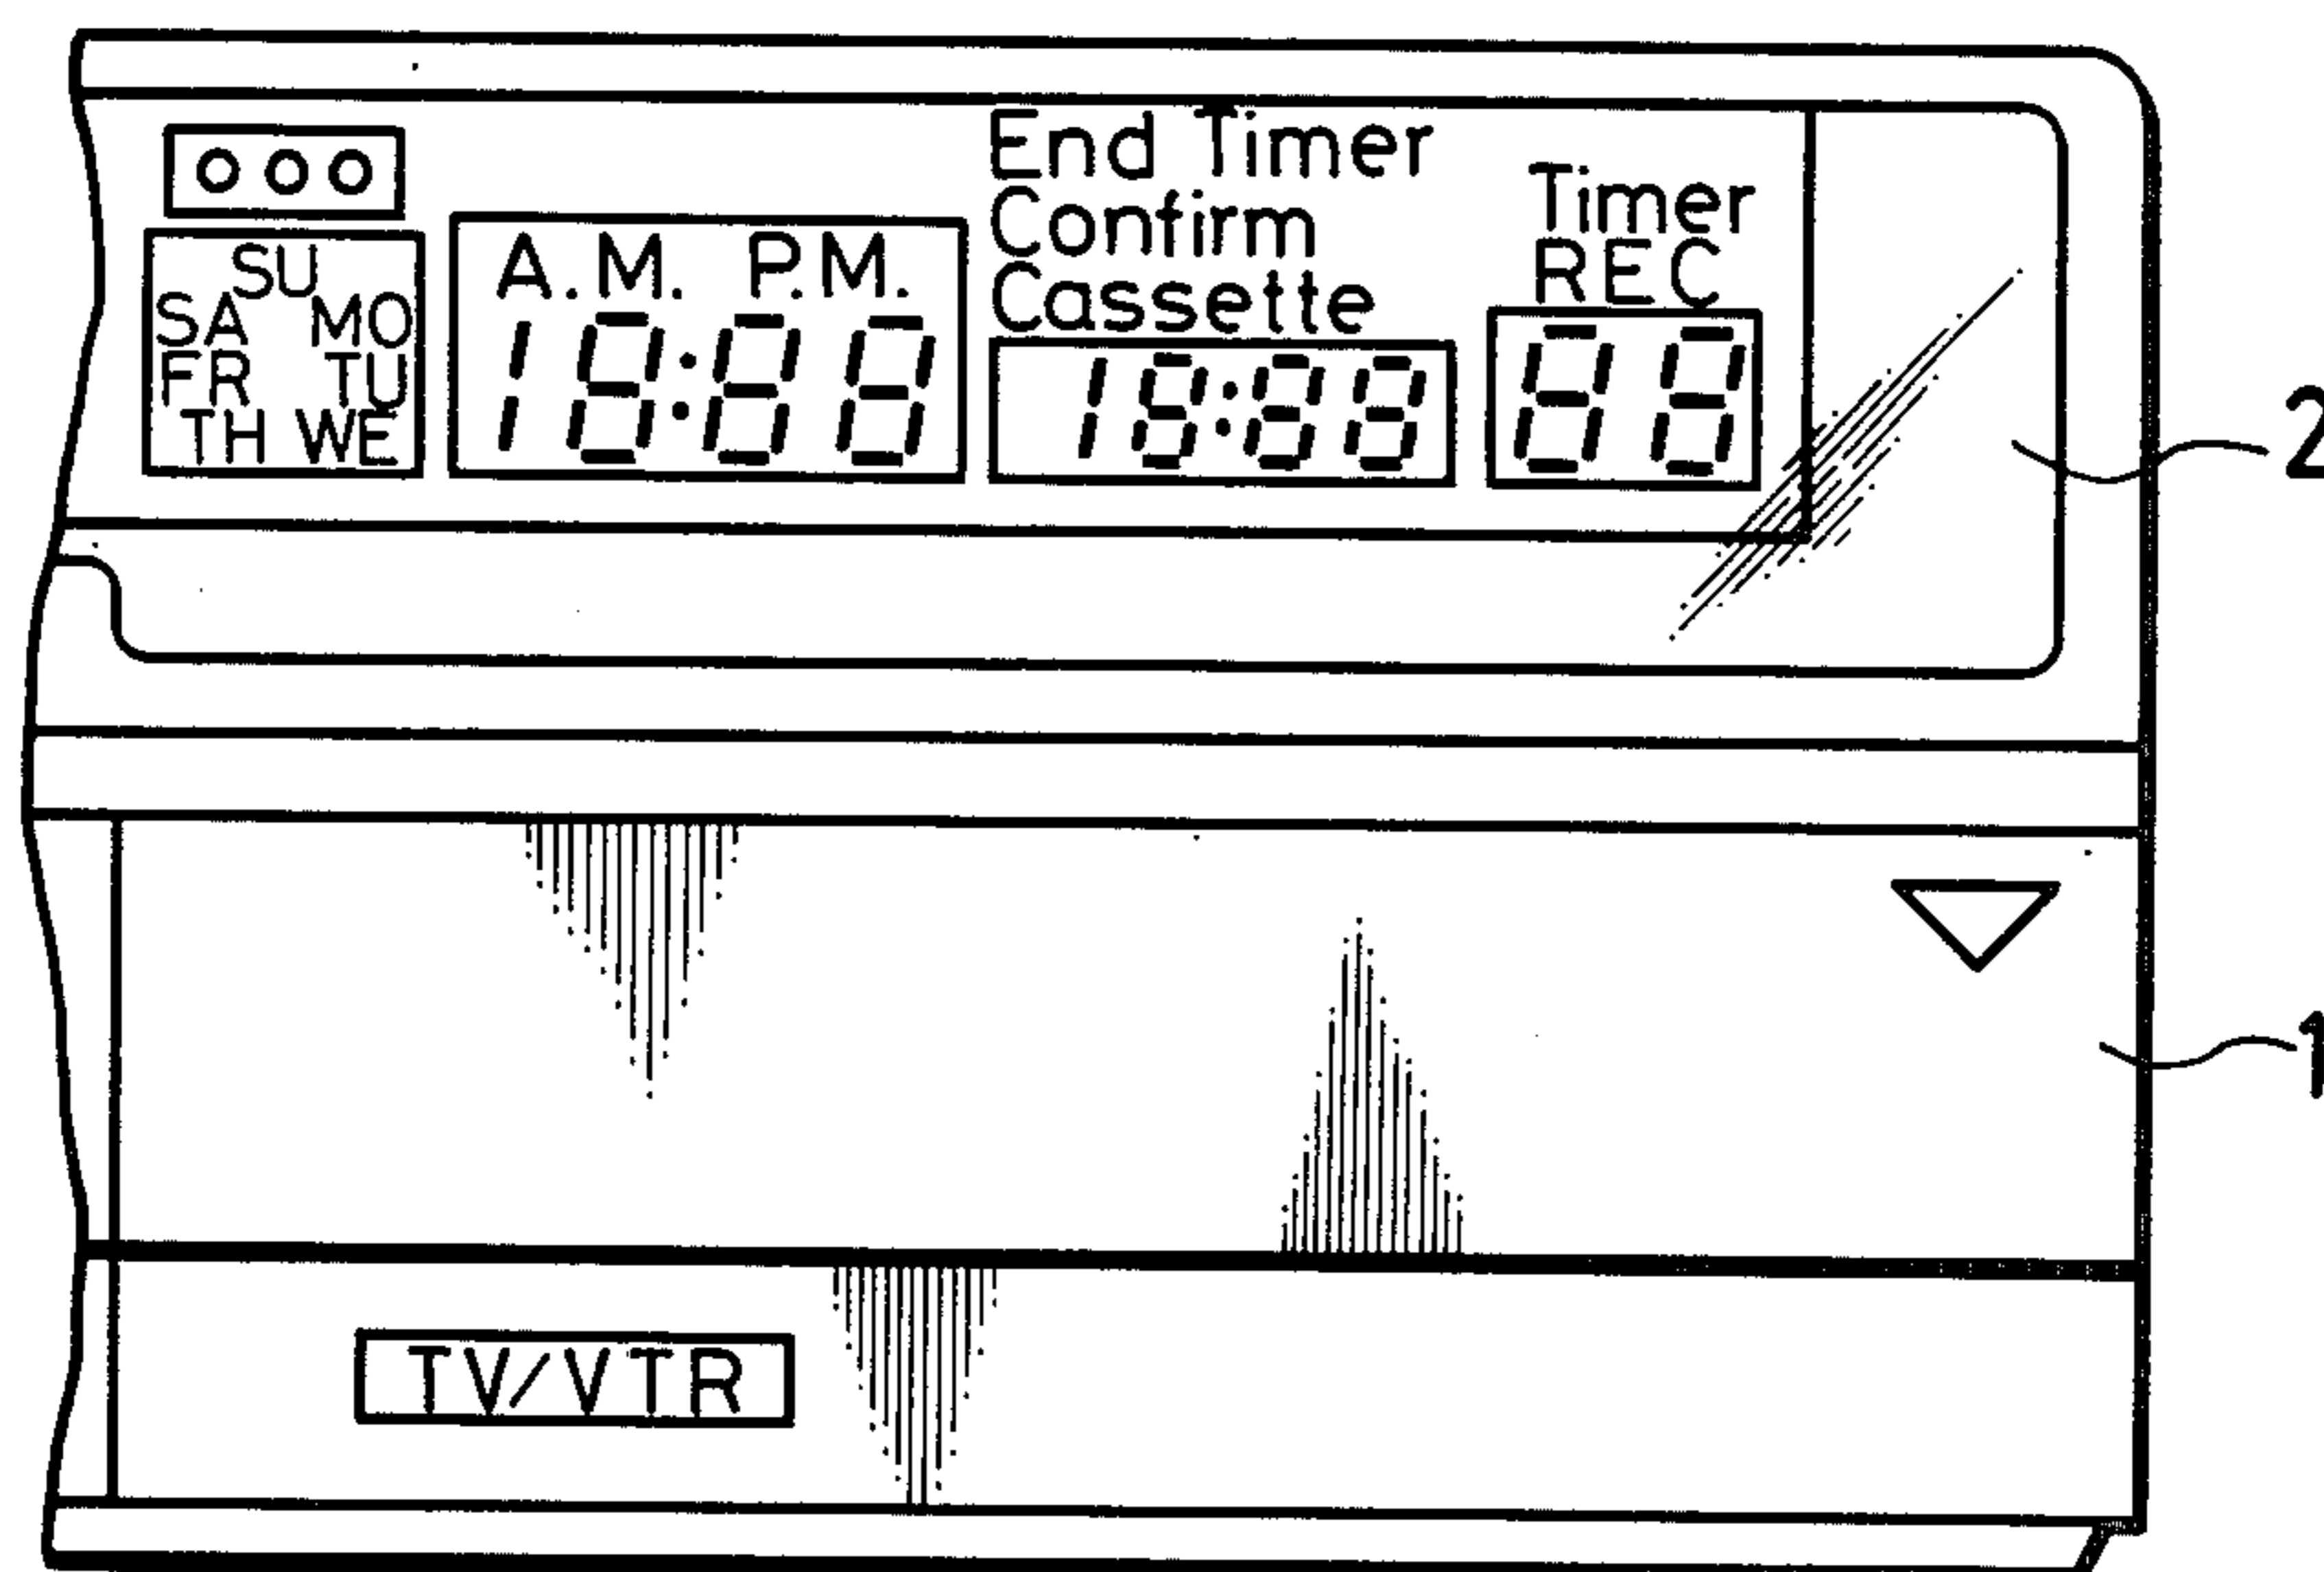 ooo
SU
SA MO
FR TU
TH WE
A.M. P.M.
18:88
End Timer
Confirm
Cassette
18:88
Timer
REC
88
2
1
TV/VTR